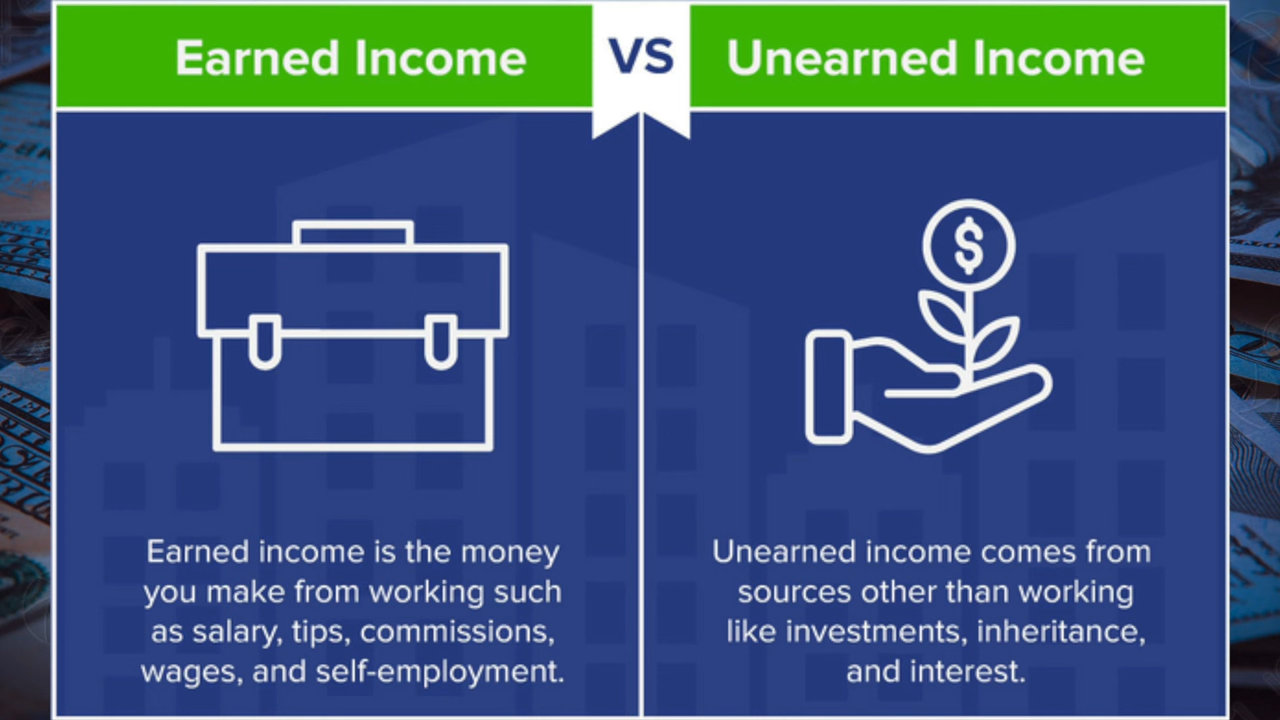 Earned Income
VS
Unearned Income
$
Earned income is the money
you make from working such
as salary, tips, commissions,
wages, and self-employment.
Unearned income comes from
sources other than working
like investments, inheritance,
and interest.